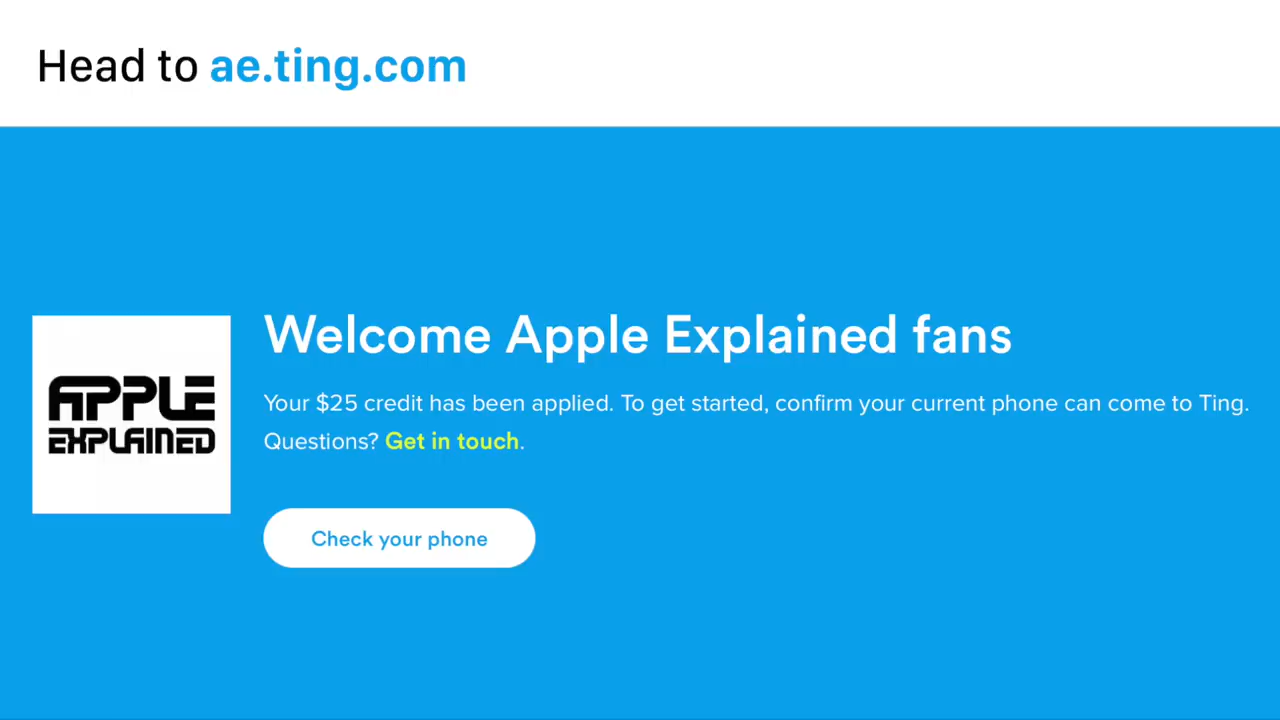 Head to ae.ting.com
APPLE
EXPLAINED
Welcome Apple Explained fans
Your $25 credit has been applied. To get started, confirm your current phone can come to Ting.
Questions? Get in touch.
Check your phone